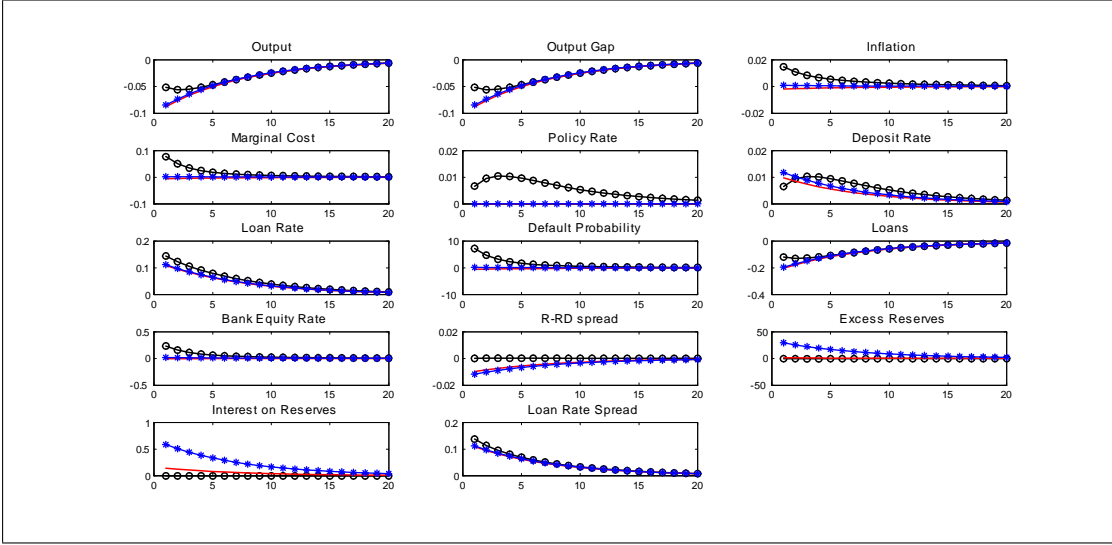 Output
Output Gap
Inflation
0
-0.05
-0.1
0 5 10 15 20
0
-0.05
-0.1
0 5 10 15 20
0.02
0
-0.02
0 5 10 15 20
Marginal Cost
Policy Rate
Deposit Rate
0.1
0
-0.1
0 5 10 15 20
0.02
0.01
0
0 5 10 15 20
0.02
0.01
0
0 5 10 15 20
Loan Rate
Default Probability
Loans
0.2
0.1
0
0 5 10 15 20
10
0
-10
0 5 10 15 20
0
-0.2
-0.4
0 5 10 15 20
Bank Equity Rate
R-RD spread
Excess Reserves
0.5
0
-0.5
0 5 10 15 20
0.02
0
-0.02
0 5 10 15 20
50
0
-50
0 5 10 15 20
Interest on Reserves
Loan Rate Spread
1
0.5
0
0 5 10 15 20
0.2
0.1
0
0 5 10 15 20